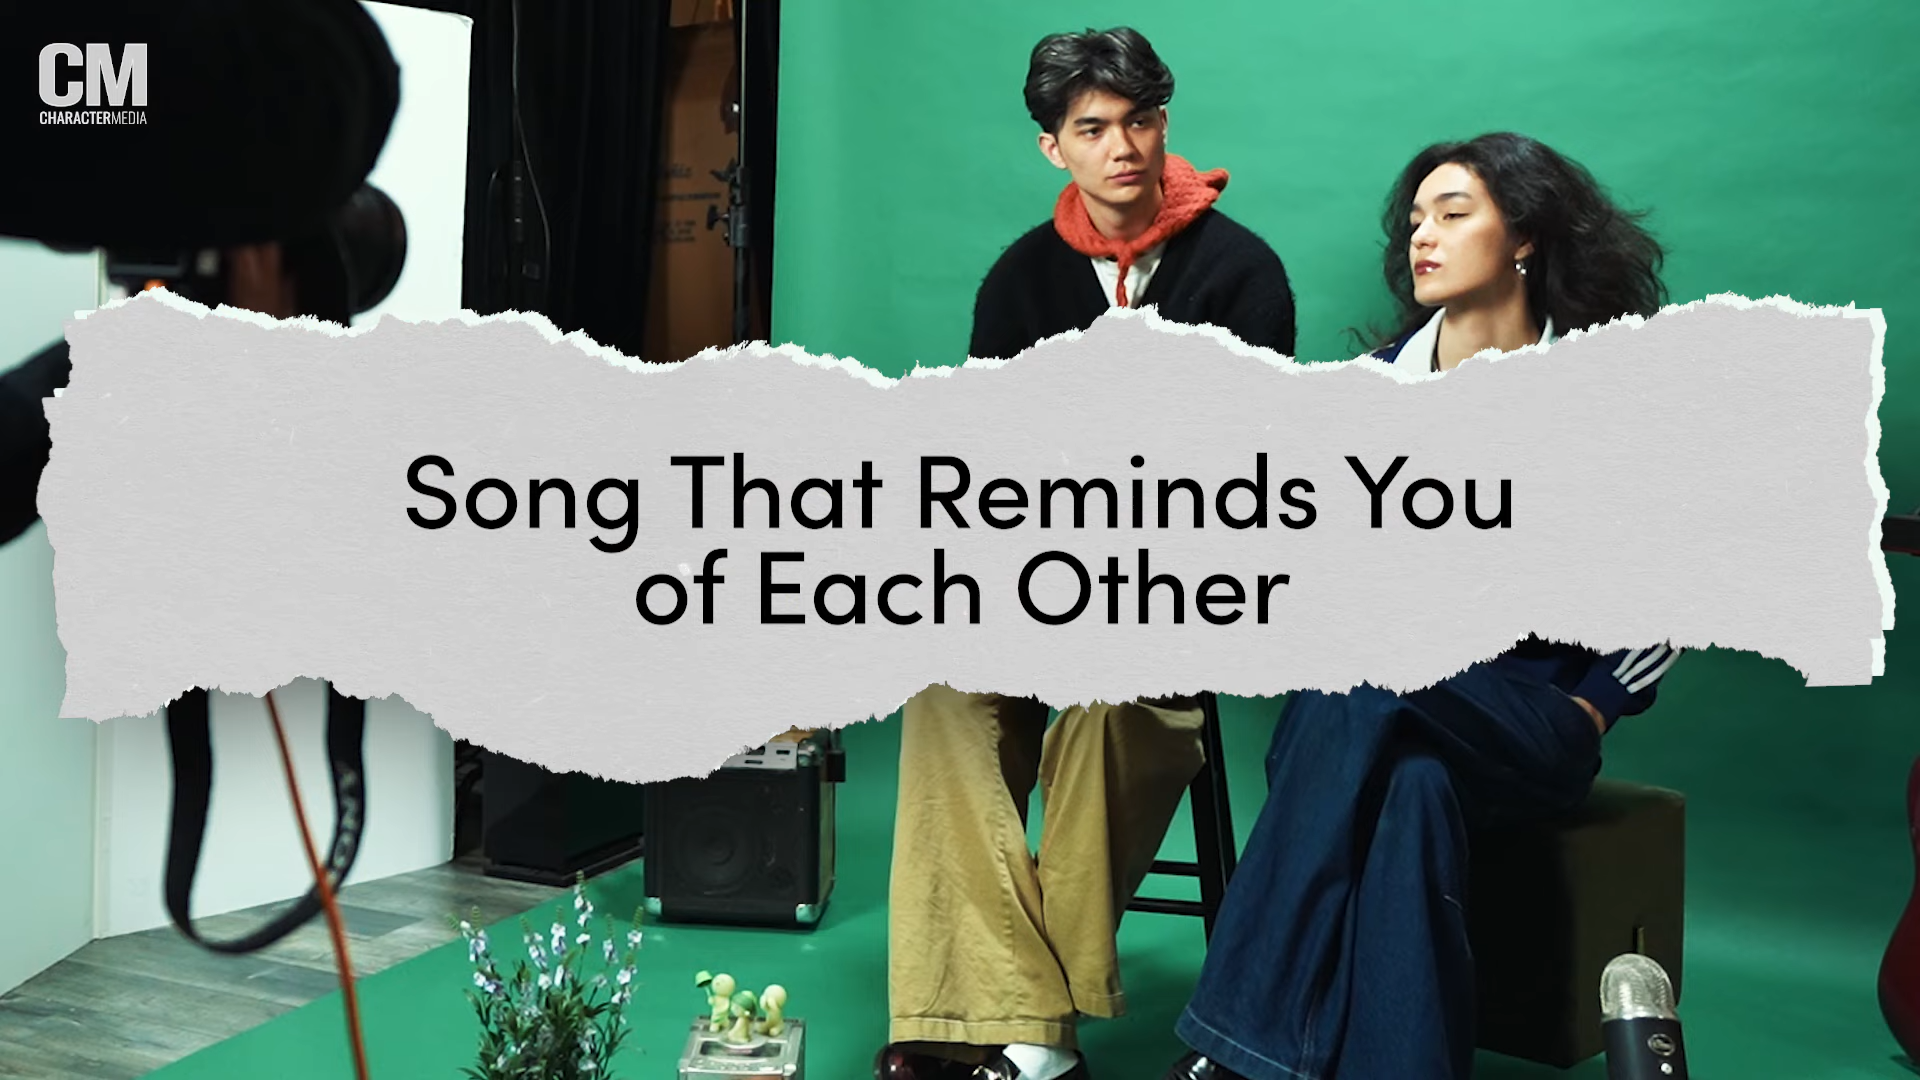 CM
CHARACTERMEDIA
Song That Reminds You
of Each Other